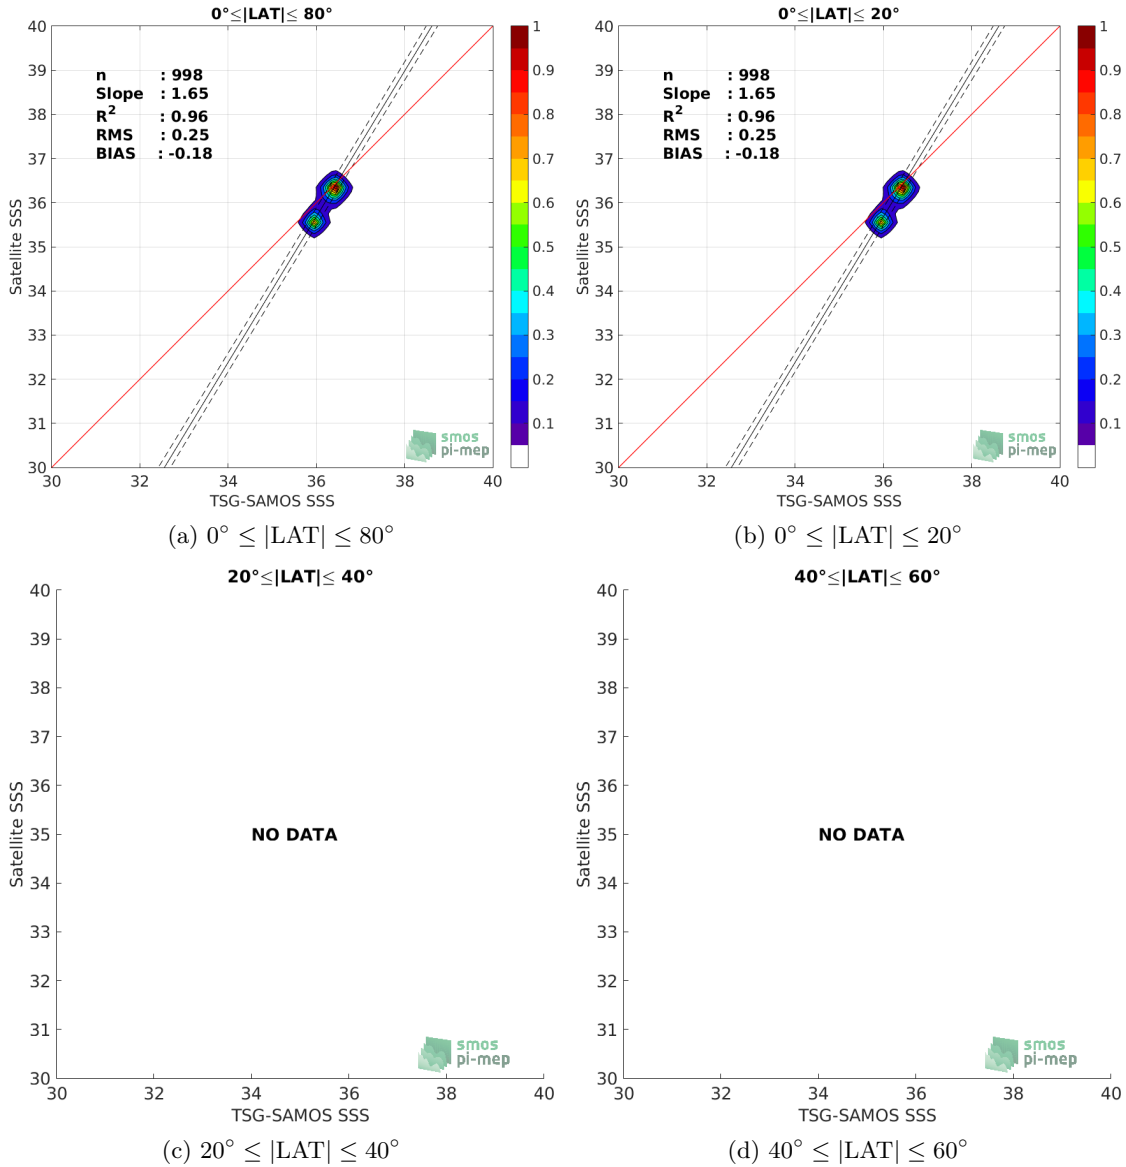 0°≤|LAT|≤ 80°
40
39
38
37
36
35
34
33
32
31
30
Satellite SSS
n : 998
Slope : 1.65
R² : 0.96
RMS : 0.25
BIAS : -0.18
smos
pi-mep
30 32 34 36 38 40
TSG-SAMOS SSS
1
0.9
0.8
0.7
0.6
0.5
0.4
0.3
0.2
0.1
(a) 0° ≤ |LAT| ≤ 80°
0°≤|LAT|≤ 20°
40
39
38
37
36
35
34
33
32
31
30
Satellite SSS
n : 998
Slope : 1.65
R² : 0.96
RMS : 0.25
BIAS : -0.18
smos
pi-mep
30 32 34 36 38 40
TSG-SAMOS SSS
1
0.9
0.8
0.7
0.6
0.5
0.4
0.3
0.2
0.1
(b) 0° ≤ |LAT| ≤ 20°
20°≤|LAT|≤ 40°
40
39
38
37
36
35
34
33
32
31
30
Satellite SSS
NO DATA
smos
pi-mep
30 32 34 36 38 40
TSG-SAMOS SSS
(c) 20° ≤ |LAT| ≤ 40°
40°≤|LAT|≤ 60°
40
39
38
37
36
35
34
33
32
31
30
Satellite SSS
NO DATA
smos
pi-mep
30 32 34 36 38 40
TSG-SAMOS SSS
(d) 40° ≤ |LAT| ≤ 60°